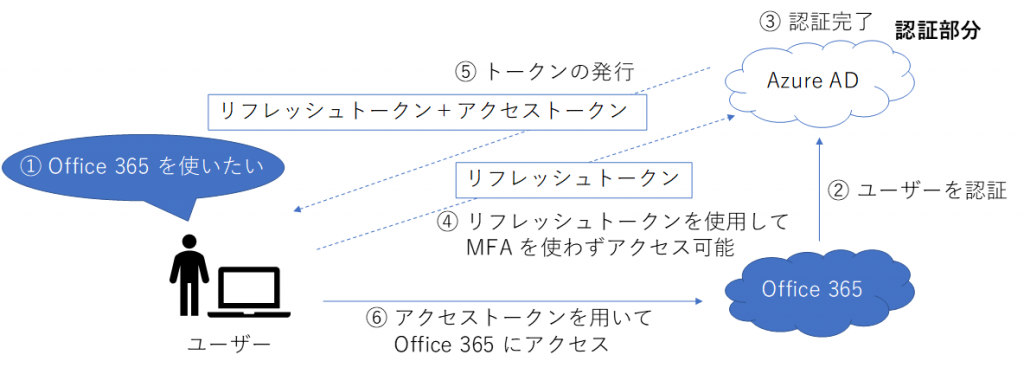 ③ 認証完了
認証部分
Azure AD
⑤ トークンの発行
リフレッシュトークン＋アクセストークン
① Office 365 を使いたい
リフレッシュトークン
② ユーザーを認証
④ リフレッシュトークンを使用して
MFA を使わずアクセス可能
Office 365
⑥ アクセストークンを用いて
Office 365 にアクセス
ユーザー